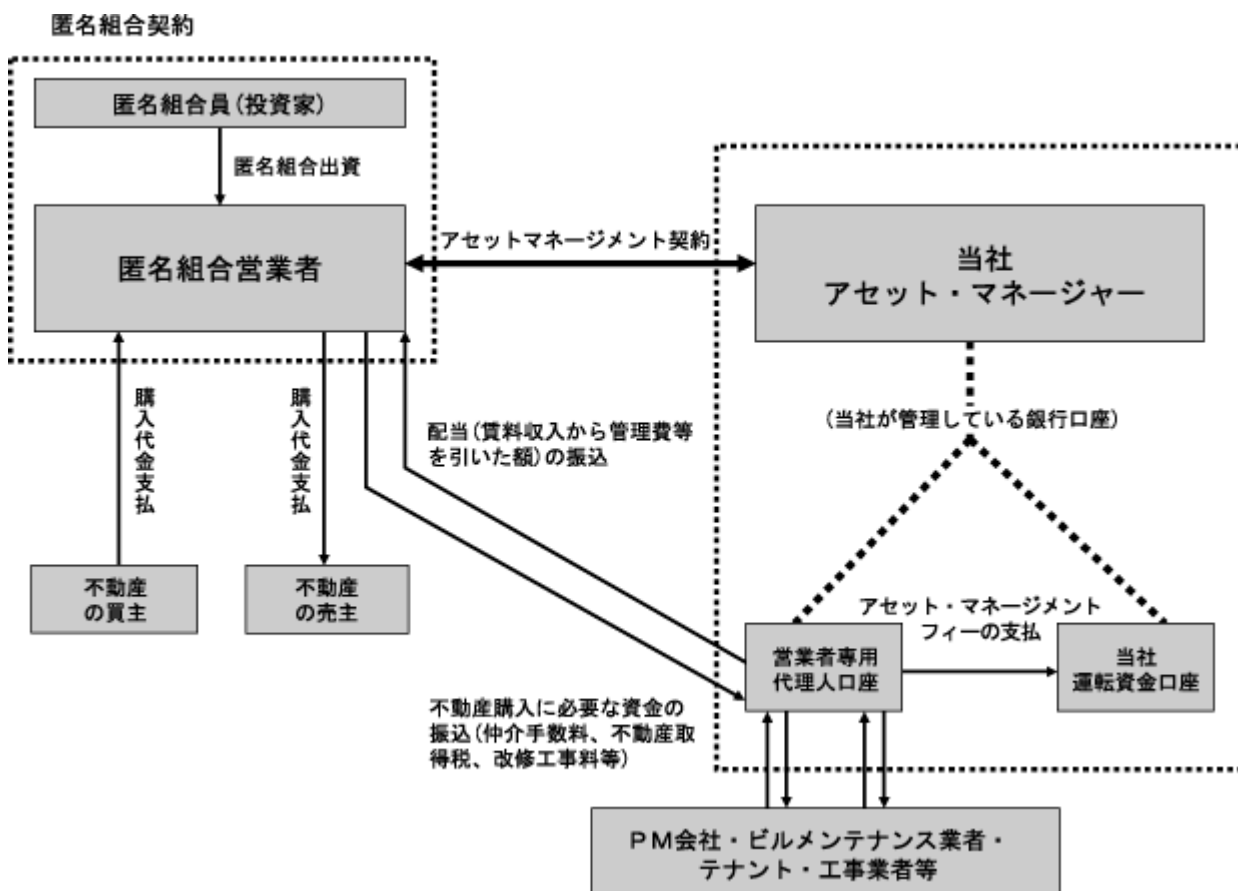 匿名組合契約
匿名組合員(投資家)
匿名組合出資
匿名組合営業者
アセットマネージメント契約
当社
アセット・マネージャー
購入代金支払
購入代金支払
配当(賃料収入から管理費等
を引いた額)の振込
(当社が管理している銀行口座)
不動産
の買主
不動産
の売主
アセット・マネージメント
フィーの支払
営業者専用
代理人口座
当社
運転資金口座
不動産購入に必要な資金の
振込(仲介手数料、不動産取
得税、改修工事料等)
PM会社・ビルメンテナンス業者・
テナント・工事業者等